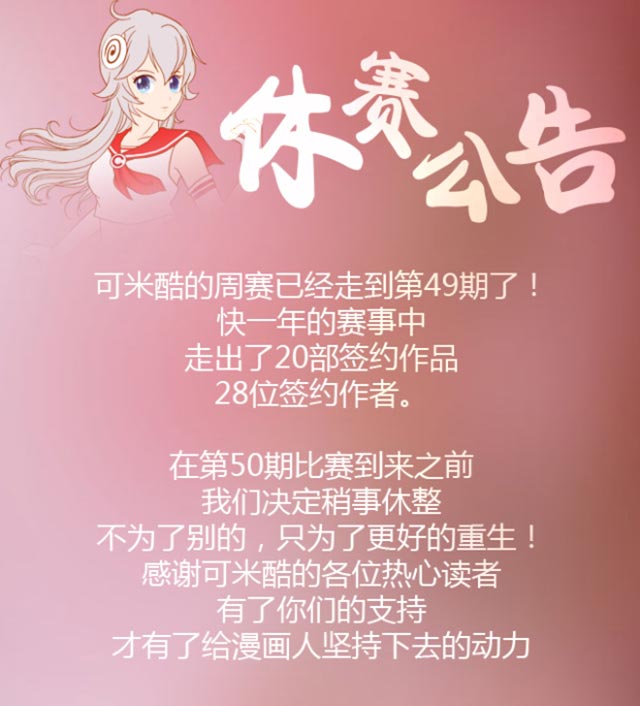 休赛公告
可米酷的周赛已经走到第49期了！
快一年的赛事中
走出了20部签约作品
28位签约作者。
在第50期比赛到来之前
我们决定稍事休整
不为了别的，只为了更好的重生！
感谢可米酷的各位热心读者
有了你们的支持
才有了给漫画人坚持下去的动力